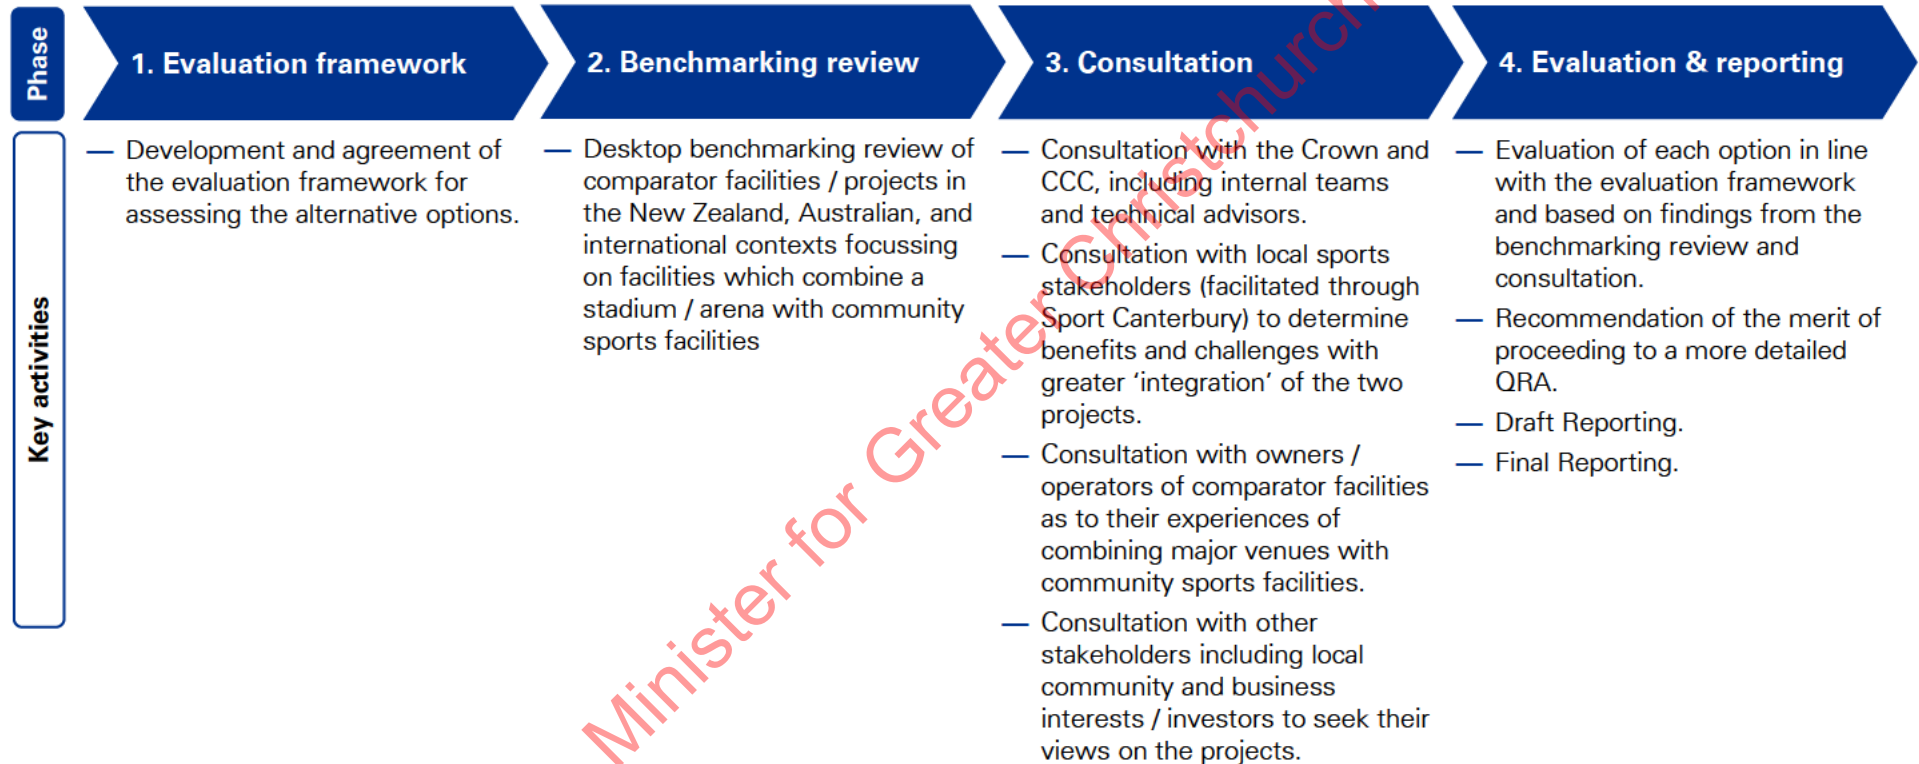 Phase
1. Evaluation framework
2. Benchmarking review
3. Consultation
4. Evaluation & reporting
Key activities
— Development and agreement of
the evaluation framework for
assessing the alternative options.
— Desktop benchmarking review of
comparator facilities / projects in
the New Zealand, Australian, and
international contexts focussing
on facilities which combine a
stadium / arena with community
sports facilities
— Consultation with the Crown and
CCC, including internal teams
and technical advisors.
— Consultation with local sports
stakeholders (facilitated through
Sport Canterbury) to determine
benefits and challenges with
greater ‘integration’ of the two
projects.
— Consultation with owners /
operators of comparator facilities
as to their experiences of
combining major venues with
community sports facilities.
— Consultation with other
stakeholders including local
community and business
interests / investors to seek their
views on the projects.
— Evaluation of each option in line
with the evaluation framework
and based on findings from the
benchmarking review and
consultation.
— Recommendation of the merit of
proceeding to a more detailed
QRA.
— Draft Reporting.
— Final Reporting.
Minister for Greater Christchurch